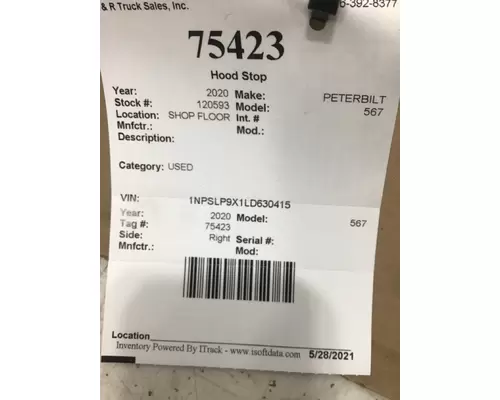 & R Truck Sales, Inc.
6-392-8377
75423
Hood Stop
Year: 2020 Make: PETERBILT
Stock #: 120593 Model: 567
Location: SHOP FLOOR Int. #
Mnfctr.: Mod.:
Description:
Category: USED
VIN: 1NPSLP9X1LD630415
Year: 2020 Model: 567
Tag #: 75423
Side: Right Serial #:
Mnfctr.: Mod:
Location
Inventory Powered By ITrack - www.isoftdata.com 5/28/2021